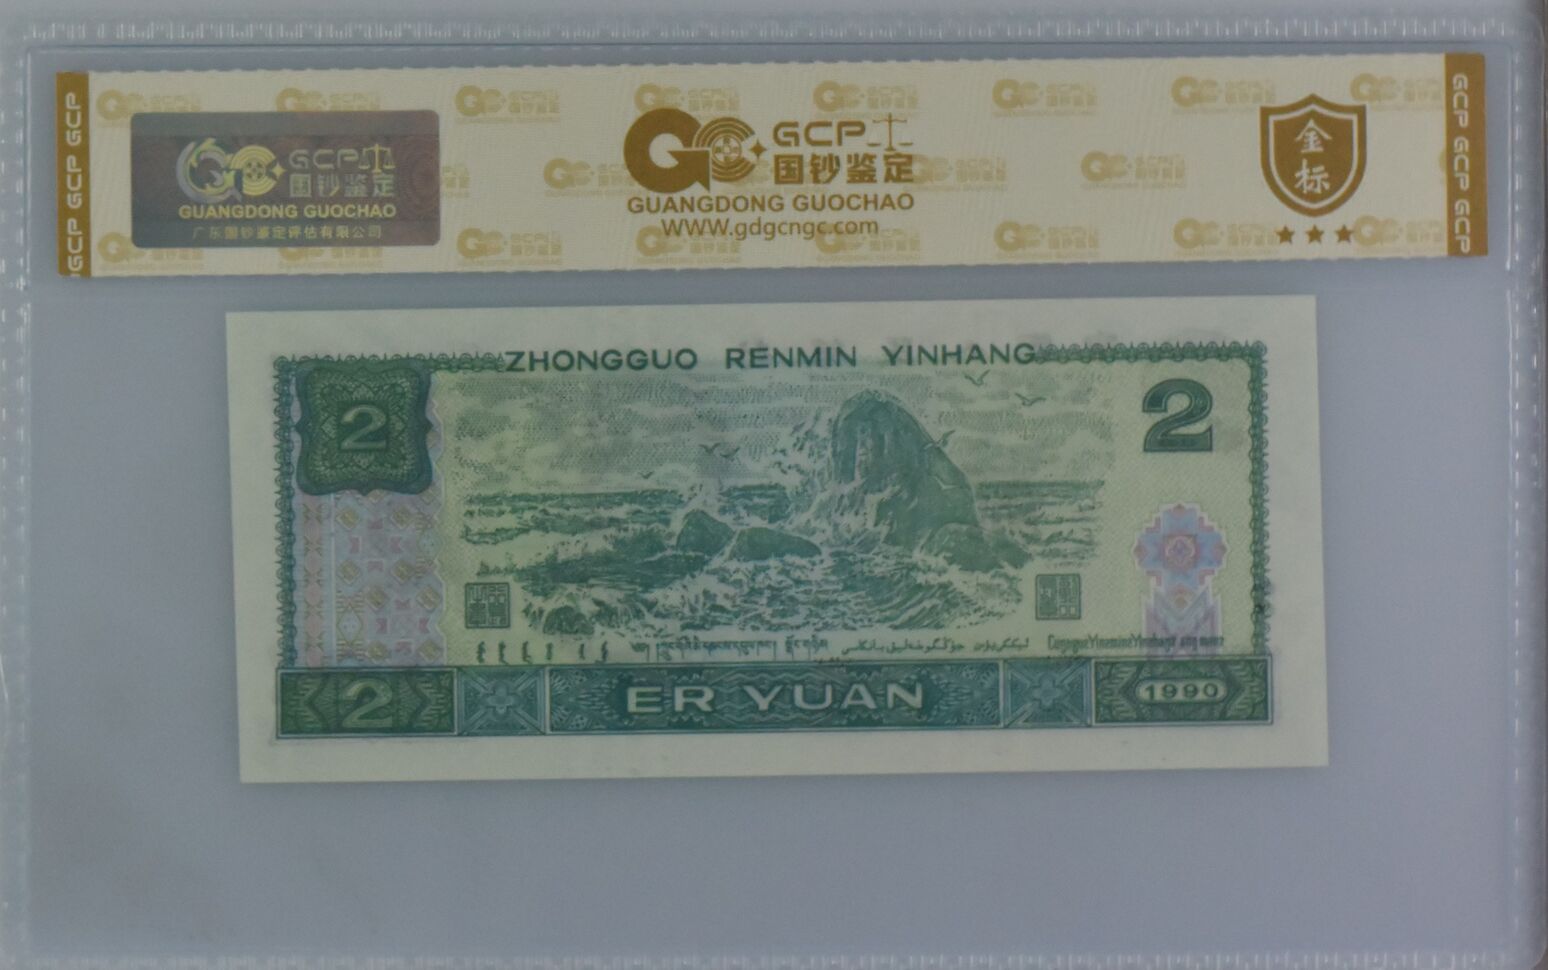 GCP GCP GCP
GCP
国钞鉴定
GUANGDONG GUOCHAO
广东国钞鉴定评估有限公司
GCP
国钞鉴定
GUANGDONG GUOCHAO
WWW.gdgcngc.com
金标
GCP GCP GCP
ZHONGGUO RENMIN YINHANG
2
2
2
ER YUAN
1990